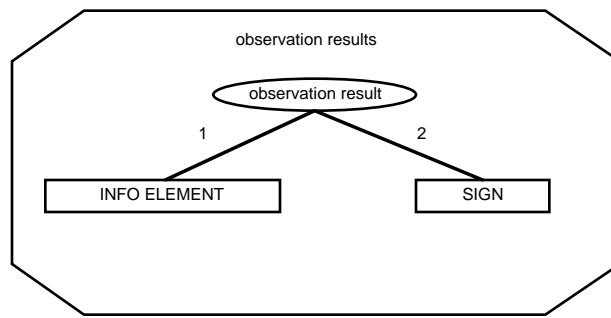 observation results
observation result
1
2
INFO ELEMENT
SIGN